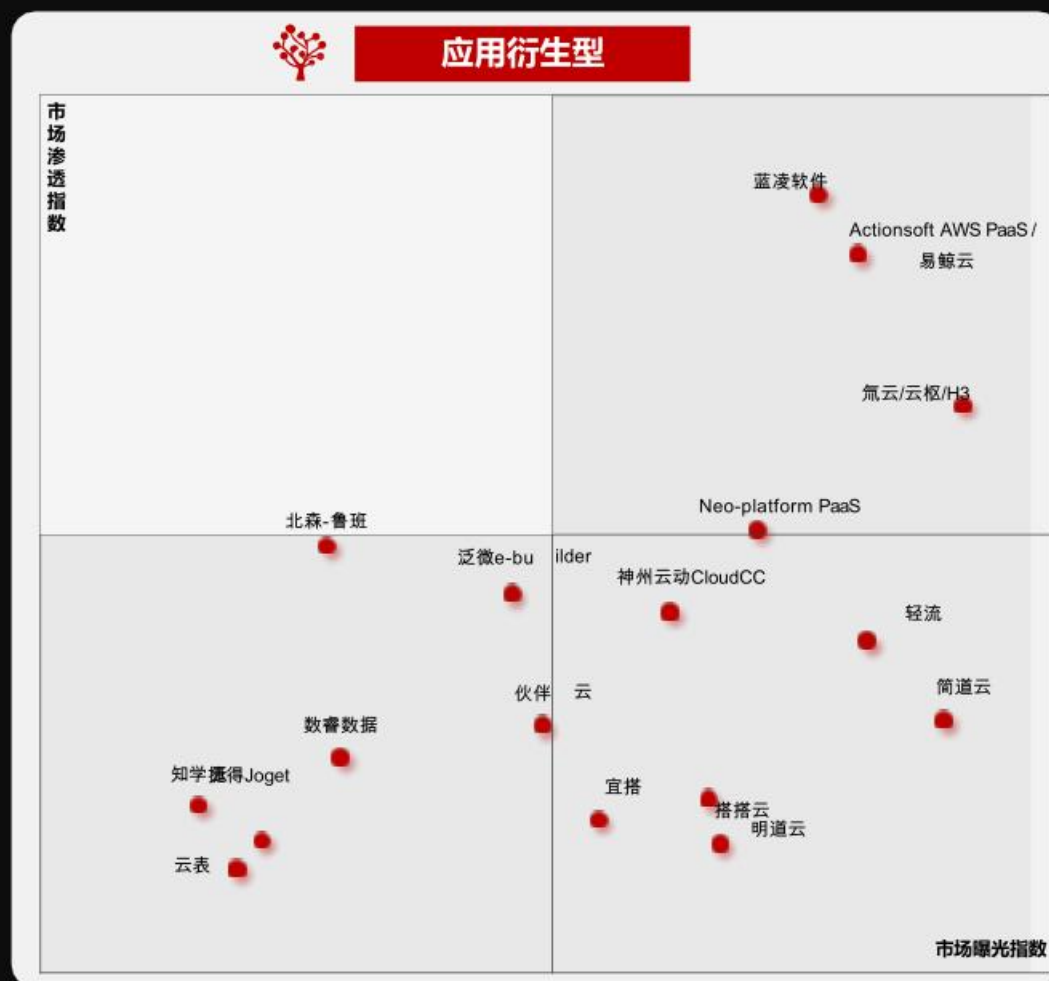 应用衍生型
市场渗透指数
蓝凌软件
Actionsoft AWS PaaS /
易鲸云
氚云/云枢/H3
Neo-platform PaaS
北森-鲁班
泛微e-bu ilder
神州云动CloudCC
轻流
简道云
伙伴 云
数睿数据
知学
得Joget
宜搭
搭搭云
明道云
云表
市场曝光指数